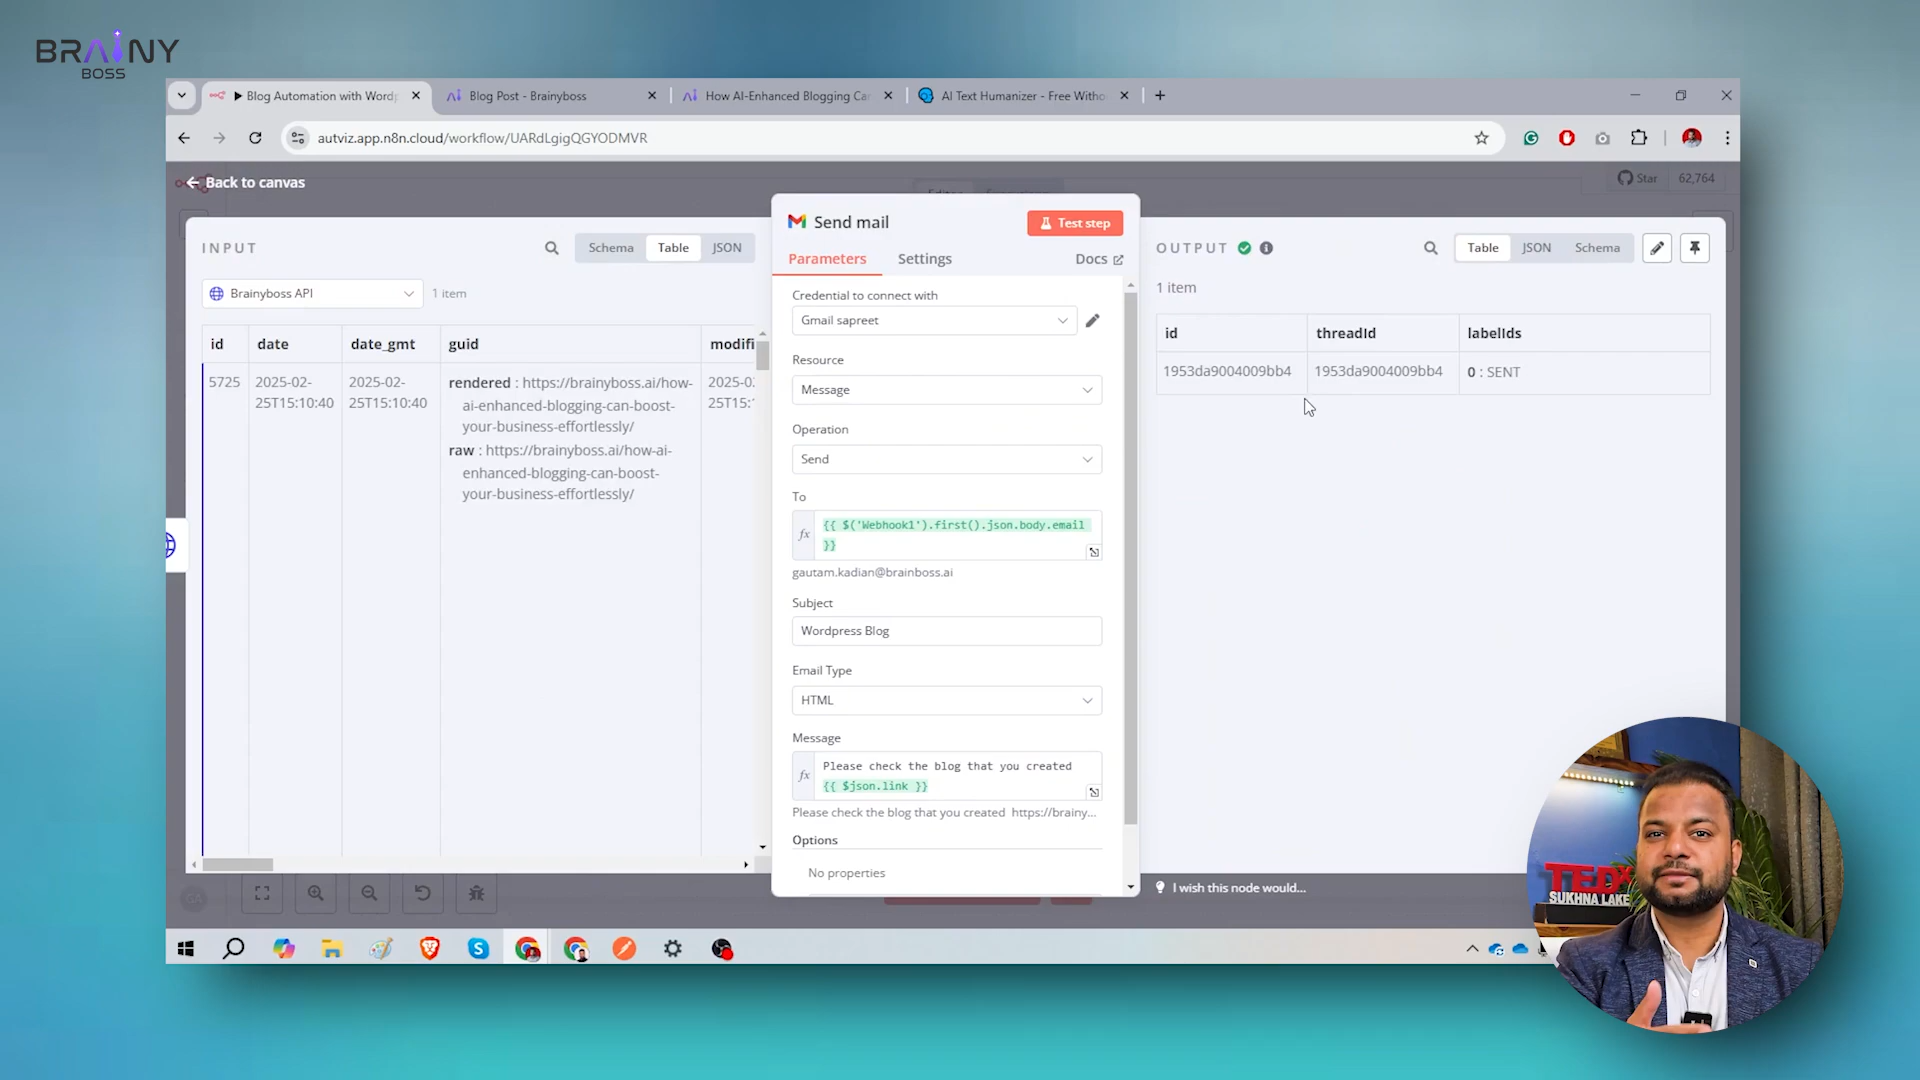 BRAINY
BOSS
Blog Automation with Wordp
Blog Post - Brainyboss
How AI-Enhanced Blogging Can
AI Text Humanizer - Free Witho
autviz.app.n8n.cloud/workflow/UARdLgigQGYODMVR
Back to canvas
Star
62,764
INPUT
Schema
Table
JSON
Brainyboss API
1 item
id
date
date_gmt
guid
modifi
5725
2025-02-
25T15:10:40
2025-02-
25T15:10:40
rendered : https://brainyboss.ai/how-
ai-enhanced-blogging-can-boost-
your-business-effortlessly/
raw : https://brainyboss.ai/how-ai-
enhanced-blogging-can-boost-
your-business-effortlessly/
2025-0
25T15:
Send mail
Test step
Parameters
Settings
Docs
Credential to connect with
Gmail sapreet
Resource
Message
Operation
Send
To
fx
{{ $('Webhook1').first().json.body.email
}}
gautam.kadian@brainboss.ai
Subject
Wordpress Blog
Email Type
HTML
Message
fx
Please check the blog that you created
{{ $json.link }}
Please check the blog that you created https://brainy...
Options
No properties
OUTPUT
Table
JSON
Schema
1 item
id
threadId
labelIds
1953da9004009bb4
1953da9004009bb4
0 : SENT
I wish this node would...
TEDx
SUKHNA LAKE